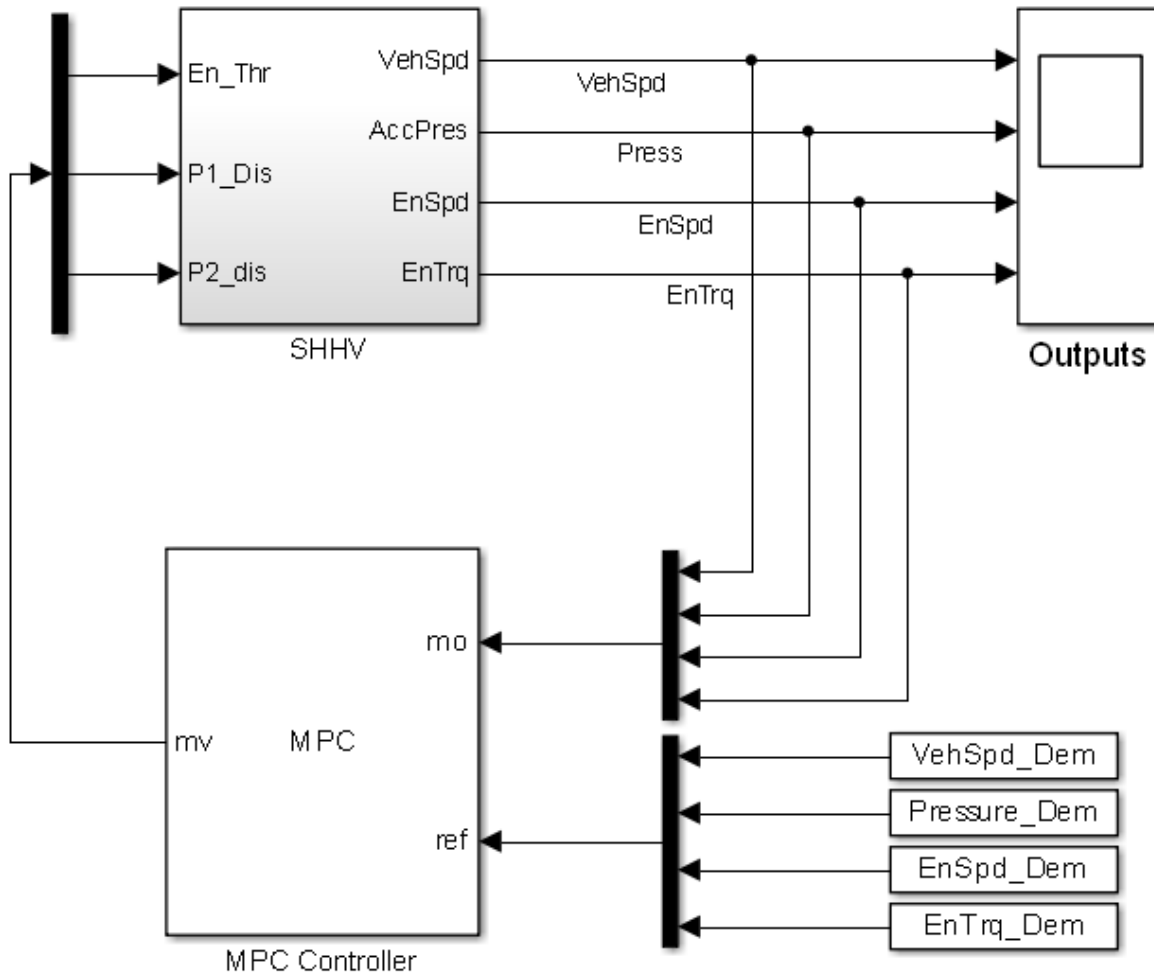 En_Thr
P1_Dis
P2_dis
VehSpd
AccPres
EnSpd
EnTrq
SHHV
VehSpd
Press
EnSpd
EnTrq
Outputs
mo
mv
MPC
ref
MPC Controller
VehSpd_Dem
Pressure_Dem
EnSpd_Dem
EnTrq_Dem